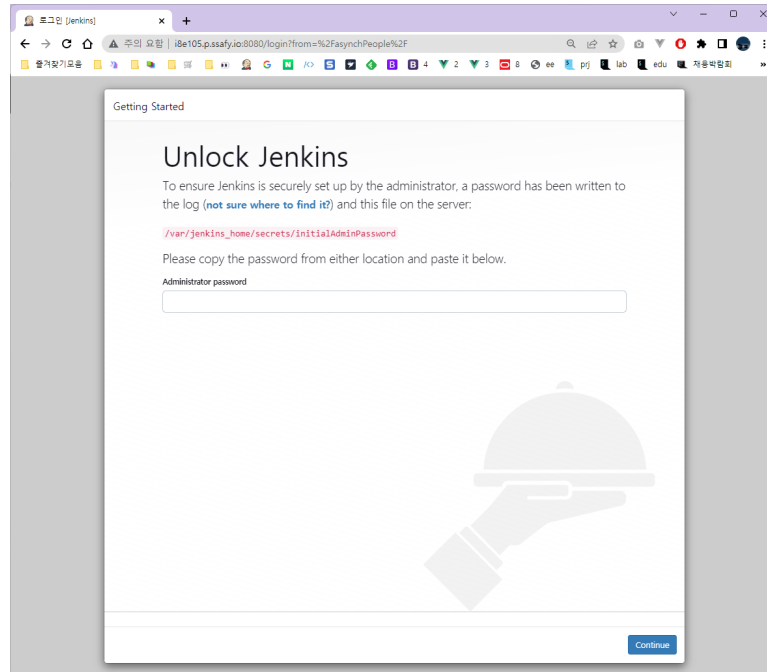 로그인 [Jenkins]
주의 요함 | i8e105.p.ssafy.io:8080/login?from=%2FasynchPeople%2F
즐겨찾기모음 4 2 3 8 ee prj lab edu 채용박람회 »
Getting Started
Unlock Jenkins
To ensure Jenkins is securely set up by the administrator, a password has been written to
the log (not sure where to find it?) and this file on the server:
/var/jenkins_home/secrets/initialAdminPassword
Please copy the password from either location and paste it below.
Administrator password
Continue